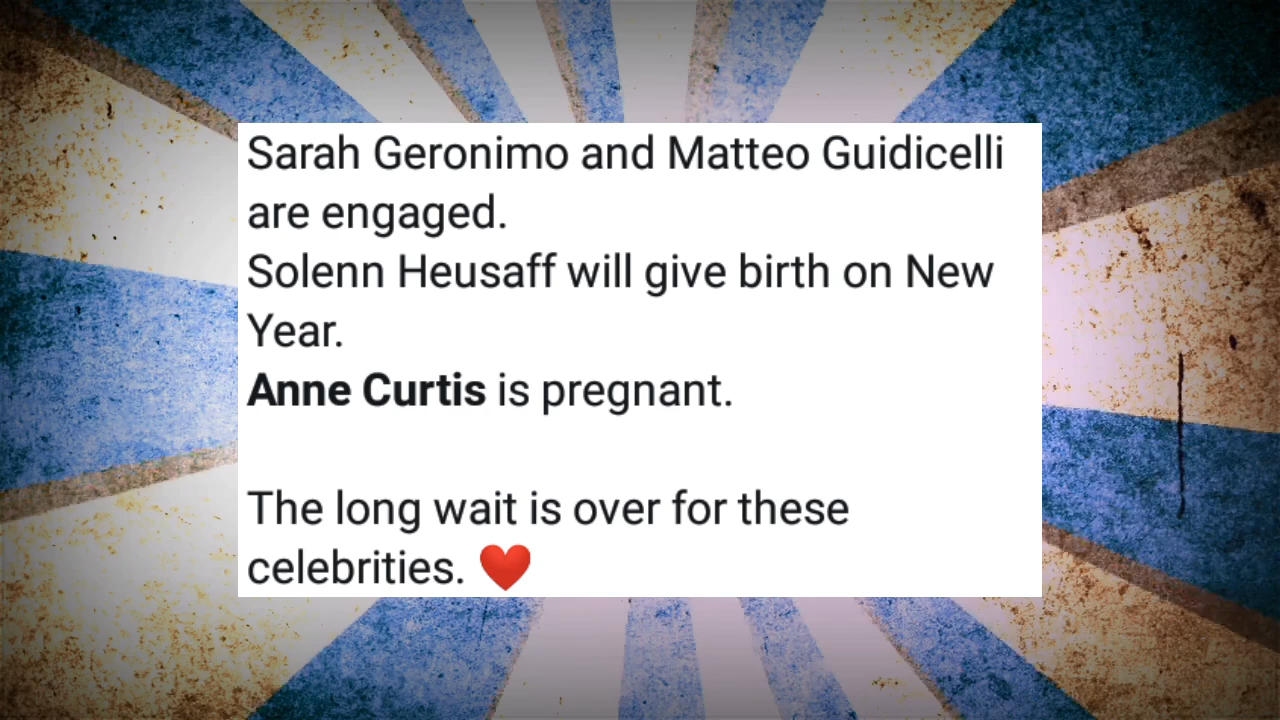 Sarah Geronimo and Matteo Guidicelli
are engaged.
Solenn Heusaff will give birth on New
Year.
Anne Curtis is pregnant.
The long wait is over for these
celebrities. ❤️